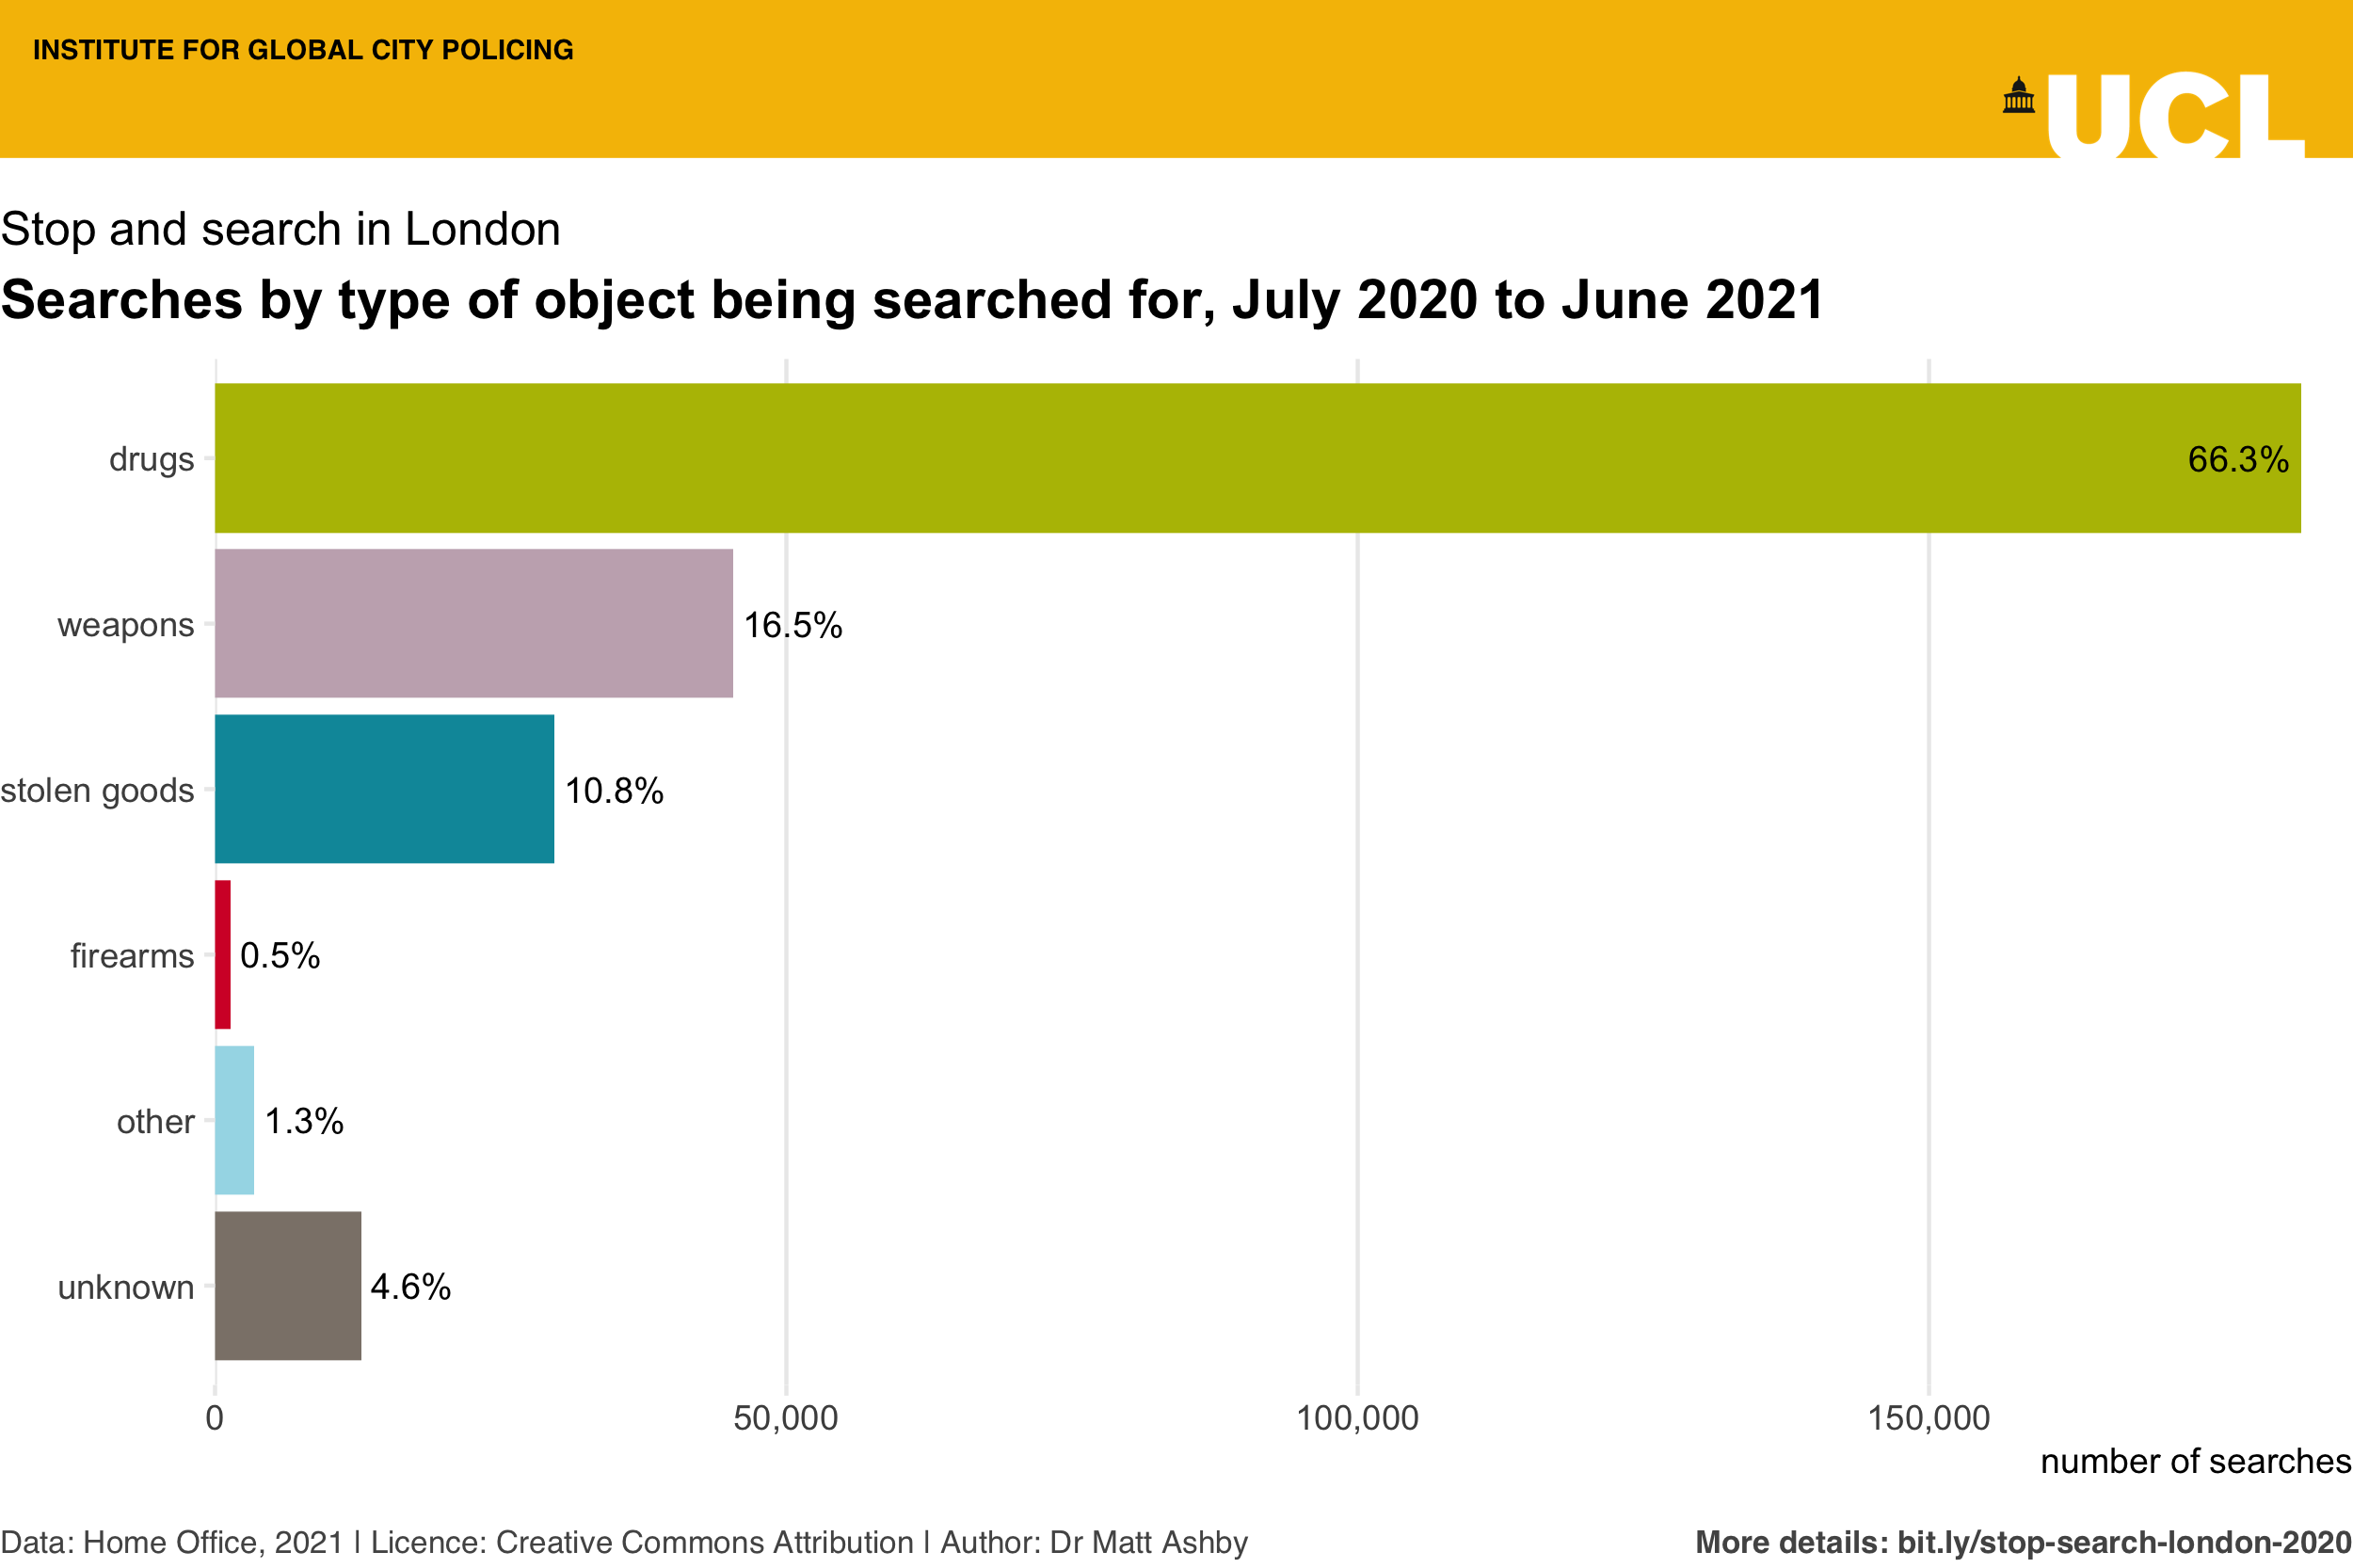 INSTITUTE FOR GLOBAL CITY POLICING
UCL
Stop and search in London
Searches by type of object being searched for, July 2020 to June 2021
drugs
66.3%
weapons
16.5%
stolen goods
10.8%
firearms
0.5%
other
1.3%
unknown
4.6%
0
50,000
100,000
150,000
number of searches
Data: Home Office, 2021 | Licence: Creative Commons Attribution | Author: Dr Matt Ashby
More details: bit.ly/stop-search-london-2020